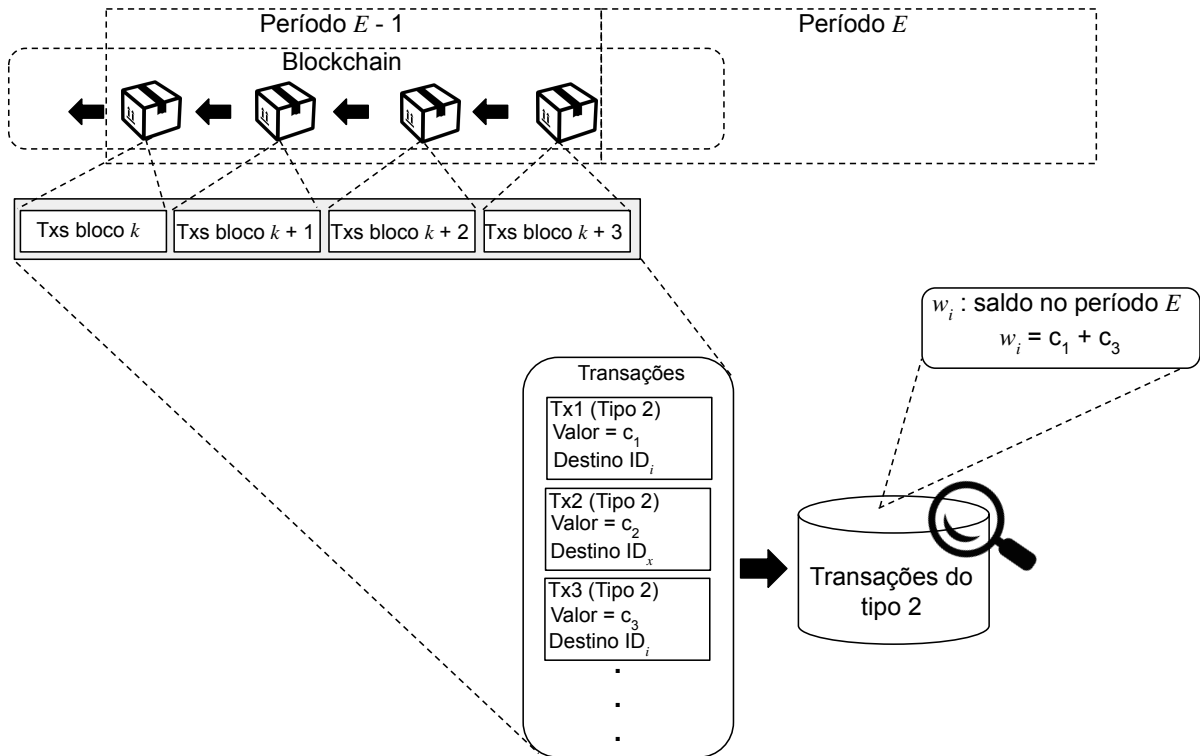 Período E - 1
Período E
Blockchain
Txs bloco k
Txs bloco k + 1
Txs bloco k + 2
Txs bloco k + 3
w_i : saldo no período E
w_i = c_1 + c_3
Transações
Tx1 (Tipo 2)
Valor = c_1
Destino ID_i
Tx2 (Tipo 2)
Valor = c_2
Destino ID_x
Tx3 (Tipo 2)
Valor = c_3
Destino ID_i
.
.
.
Transações do
tipo 2